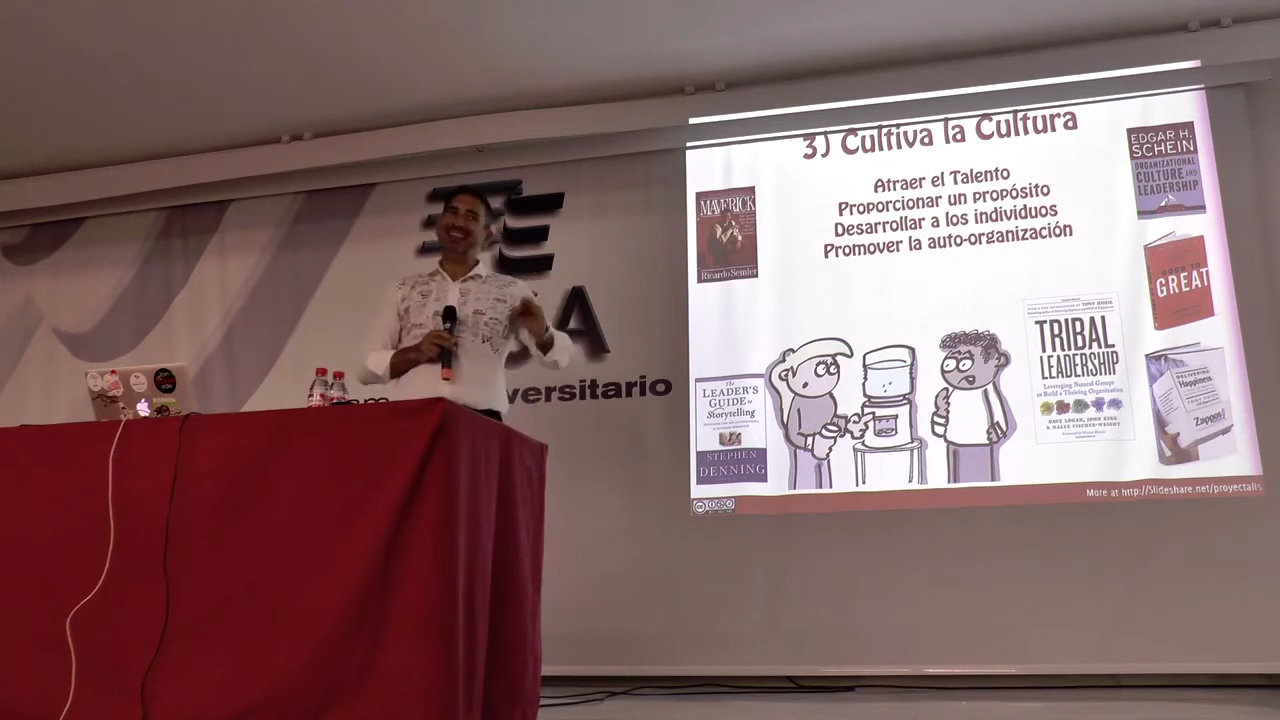 3) Cultiva la Cultura
Atraer el Talento
Proporcionar un propósito
Desarrollar a los individuos
Promover la auto-organización
MAVERICK
Ricardo Semler
EDGAR H.
SCHEIN
ORGANIZATIONAL
CULTURE AND
LEADERSHIP
GOOD TO
GREAT
TRIBAL
LEADERSHIP
Leveraging Natural Groups
to Build a Thriving Organization
DAVE LOGAN, JOHN KING
& HALEE FISCHER-WRIGHT
The
LEADER'S
GUIDE to
Storytelling
STEPHEN
DENNING
DELIVERING
Happiness
Zappos
More at http://Slideshare.net/proyectalis
A
versitario